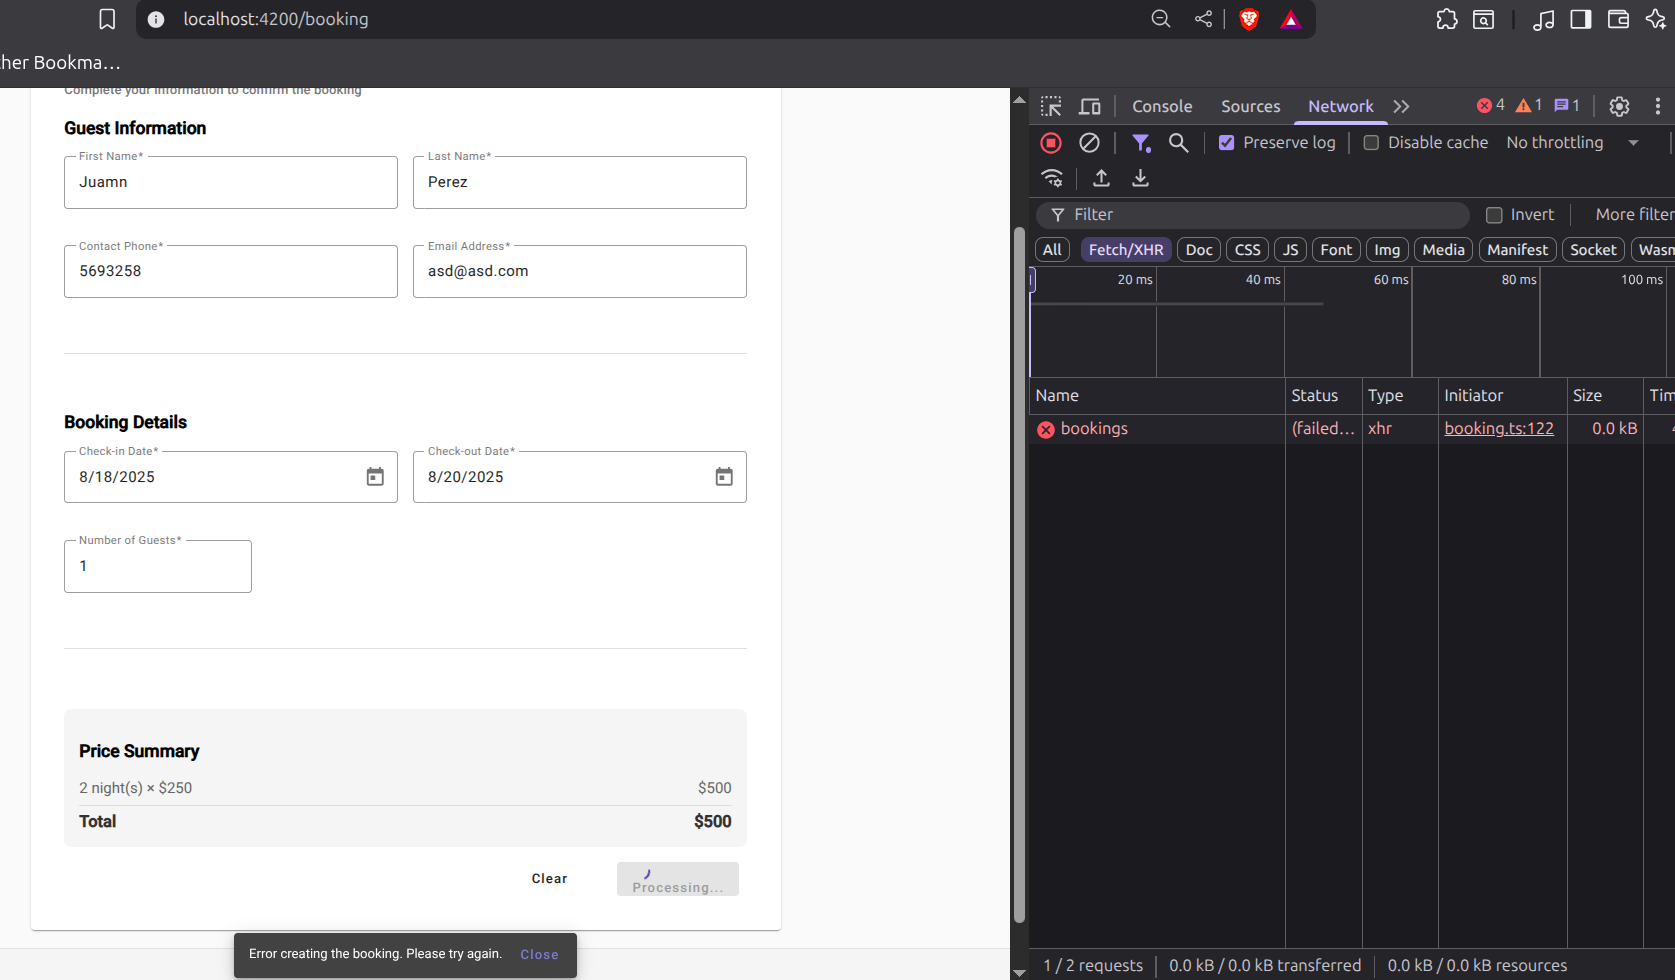 localhost:4200/booking
her Bookma...
Complete your information to confirm the booking
Guest Information
First Name*
Juamn
Last Name*
Perez
Contact Phone*
5693258
Email Address*
asd@asd.com
Booking Details
Check-in Date*
8/18/2025
Check-out Date*
8/20/2025
Number of Guests*
1
Price Summary
2 night(s) × $250 $500
Total $500
Clear Processing...
Error creating the booking. Please try again. Close
Console Sources Network 4 1 1
Preserve log Disable cache No throttling
Filter Invert More filter
All Fetch/XHR Doc CSS JS Font Img Media Manifest Socket Wasm
20 ms 40 ms 60 ms 80 ms 100 ms
Name Status Type Initiator Size Tim
bookings (failed... xhr booking.ts:122 0.0 kB
1 / 2 requests 0.0 kB / 0.0 kB transferred 0.0 kB / 0.0 kB resources